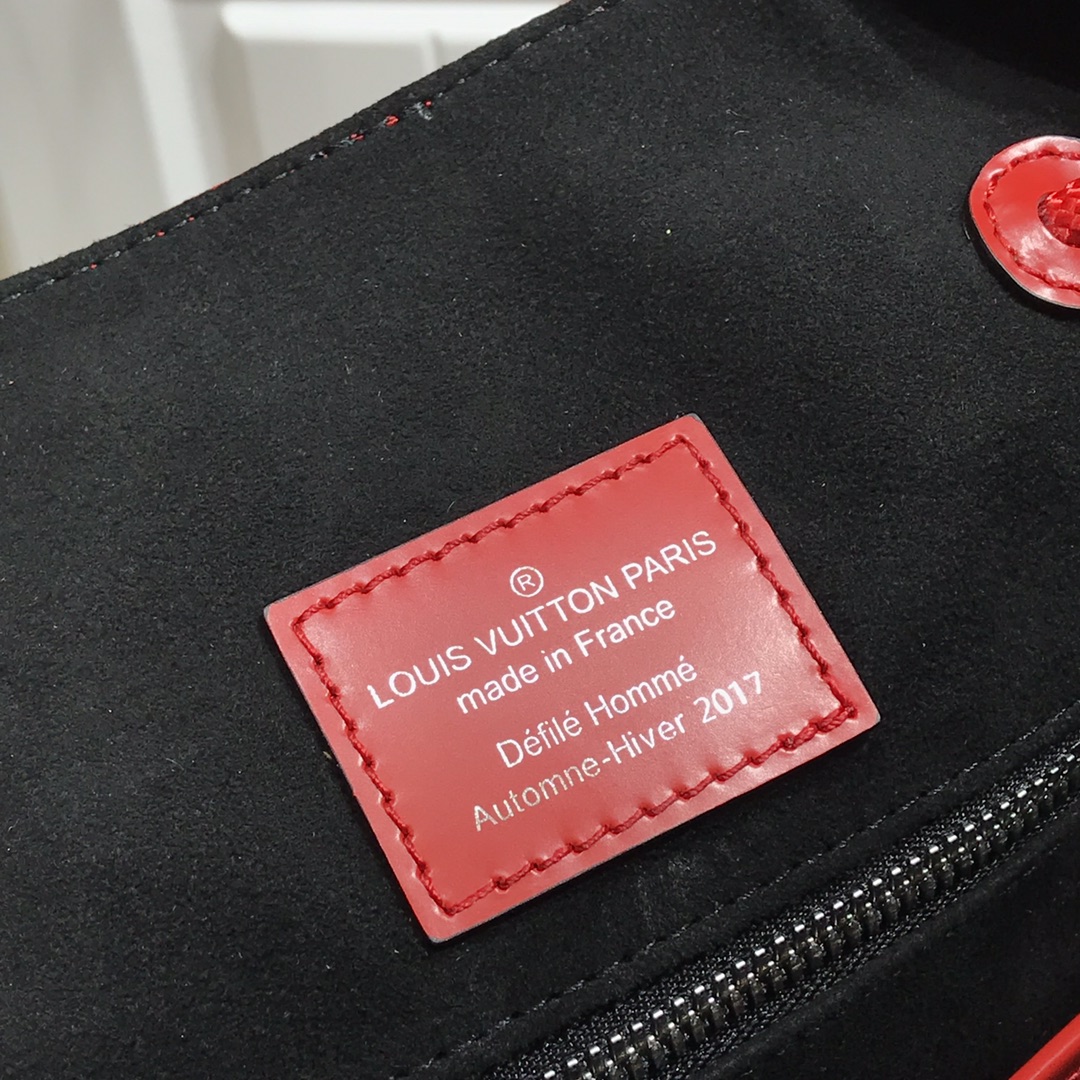 ®
LOUIS VUITTON PARIS
made in France
Défilé Hommé
Automne-Hiver 2017